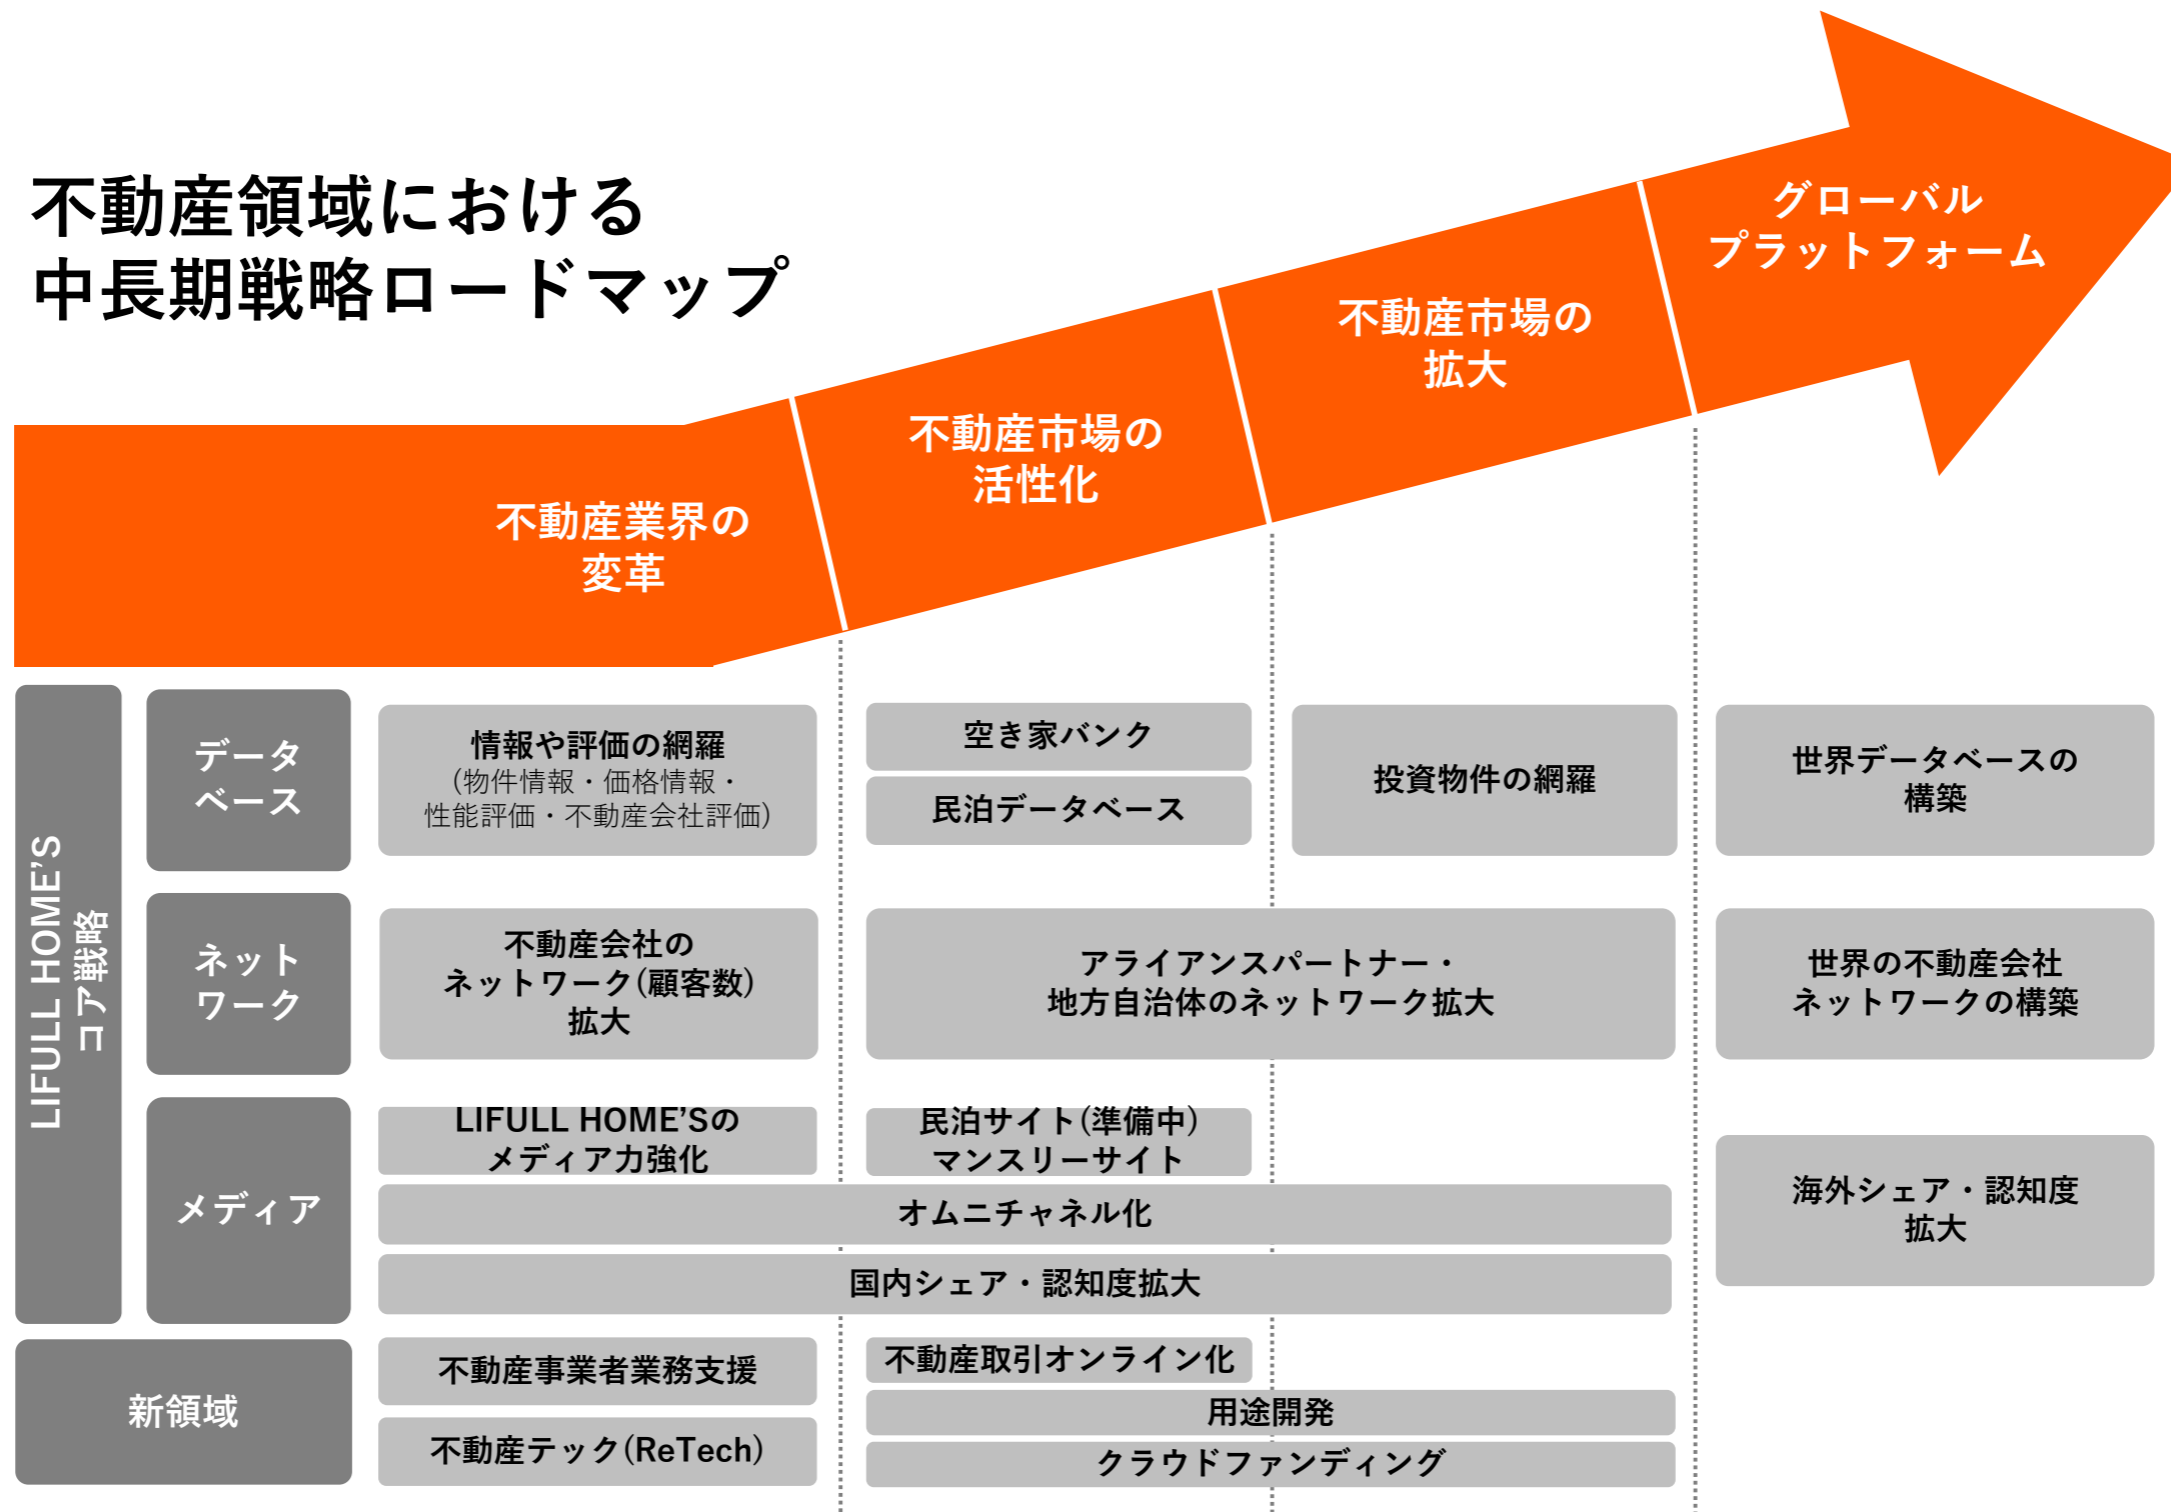 不動産領域における
中長期戦略ロードマップ
不動産業界の
変革
不動産市場の
活性化
不動産市場の
拡大
グローバル
プラットフォーム
LIFULL HOME'S
コア戦略
データ
ベース
情報や評価の網羅
(物件情報・価格情報・
性能評価・不動産会社評価)
空き家バンク
民泊データベース
投資物件の網羅
世界データベースの
構築
ネット
ワーク
不動産会社の
ネットワーク(顧客数)
拡大
アライアンスパートナー・
地方自治体のネットワーク拡大
世界の不動産会社
ネットワークの構築
メディア
LIFULL HOME'Sの
メディア力強化
民泊サイト(準備中)
マンスリーサイト
オムニチャネル化
国内シェア・認知度拡大
海外シェア・認知度
拡大
新領域
不動産事業者業務支援
不動産テック(ReTech)
不動産取引オンライン化
用途開発
クラウドファンディング